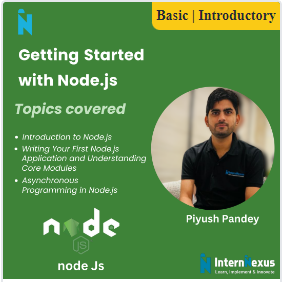 Basic | Introductory
N
Getting Started
with Node.js
Topics covered
Introduction to Node.js
Writing Your First Node.js
Application and Understanding
Core Modules
Asynchronous
Programming in Node.js
Piyush Pandey
node
JS
node Js
InternNexus
Learn, Implement & Innovate